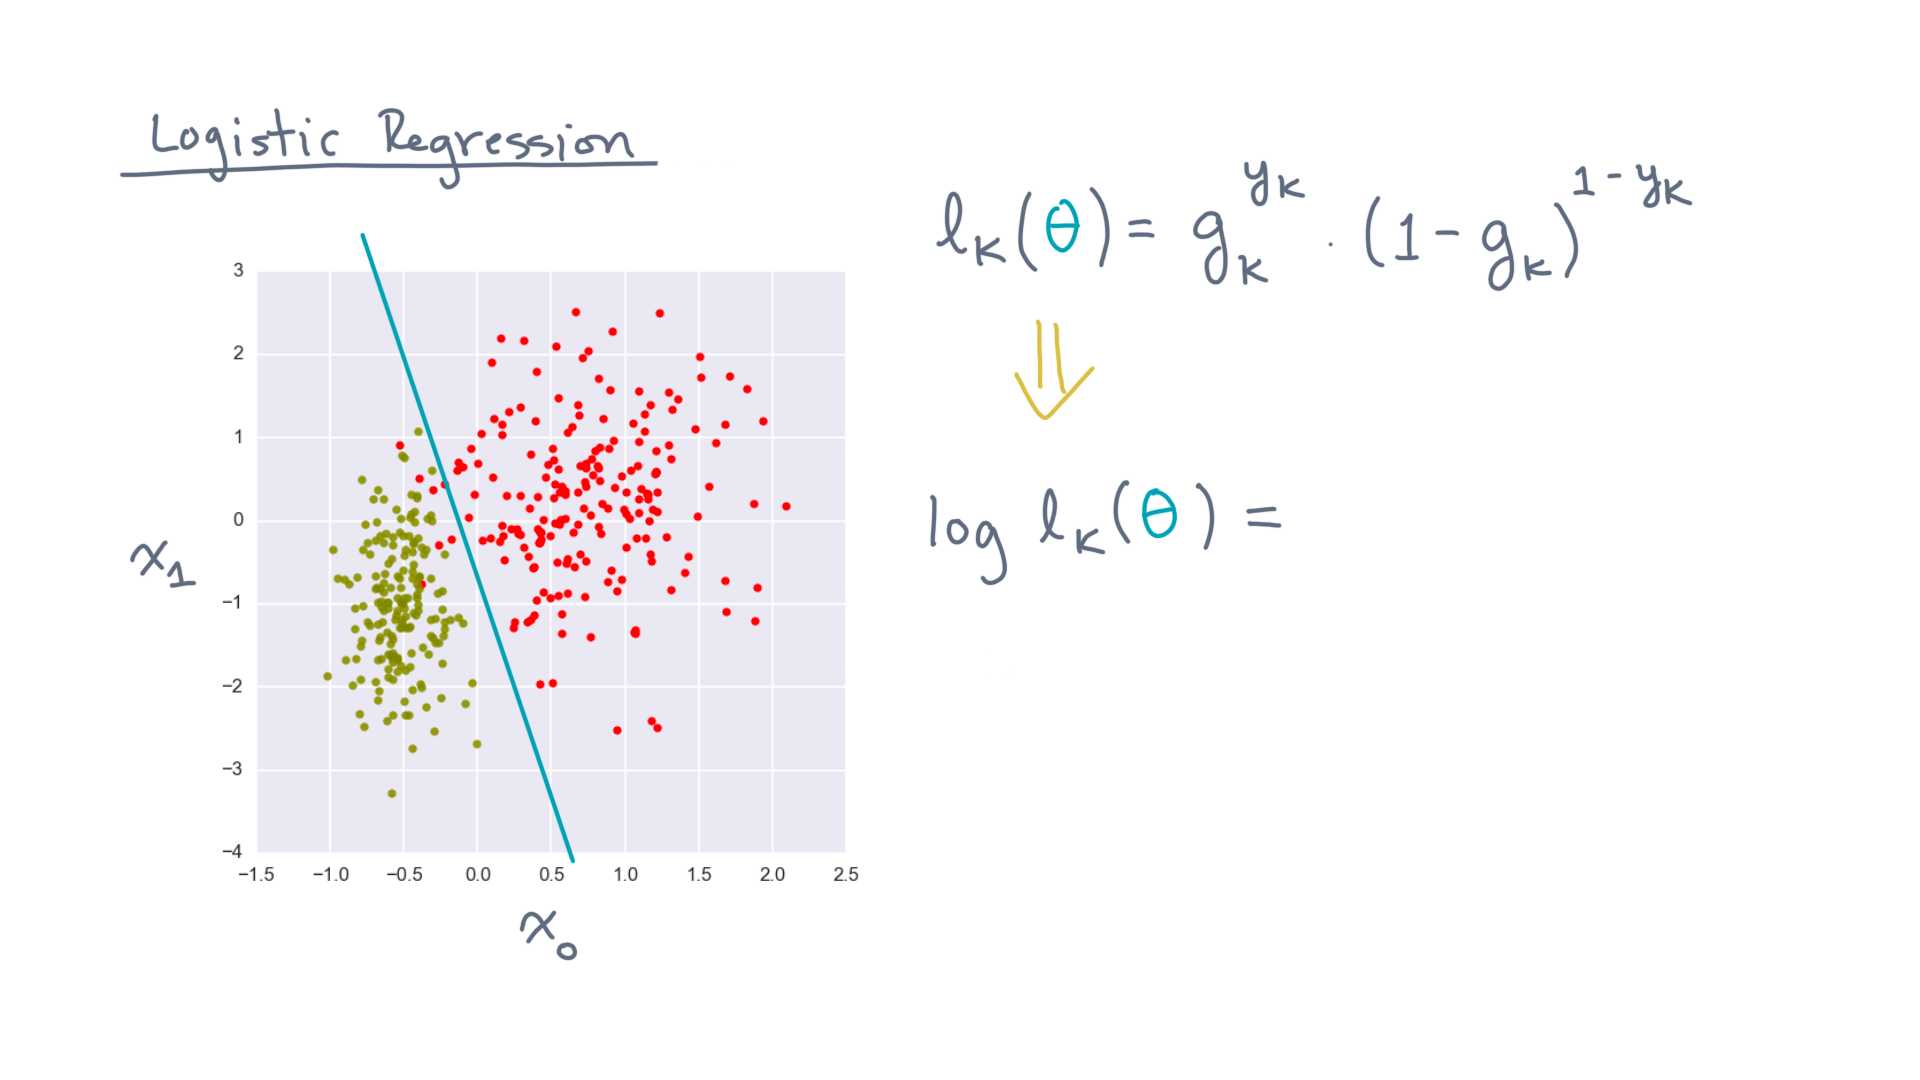 Logistic Regression
l_k(θ) = g_k^{y_k} · (1 - g_k)^{1 - y_k}
log l_k(θ) =
3
2
1
0
−1
−2
−3
−4
x_1
−1.5 −1.0 −0.5 0.0 0.5 1.0 1.5 2.0 2.5
x_0